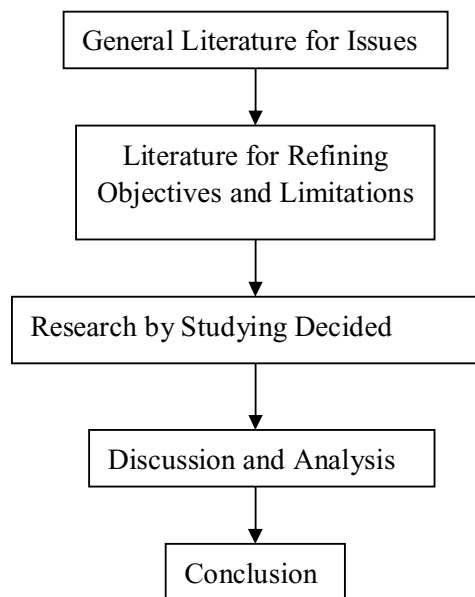 General Literature for Issues
Literature for Refining
Objectives and Limitations
Research by Studying Decided
Discussion and Analysis
Conclusion